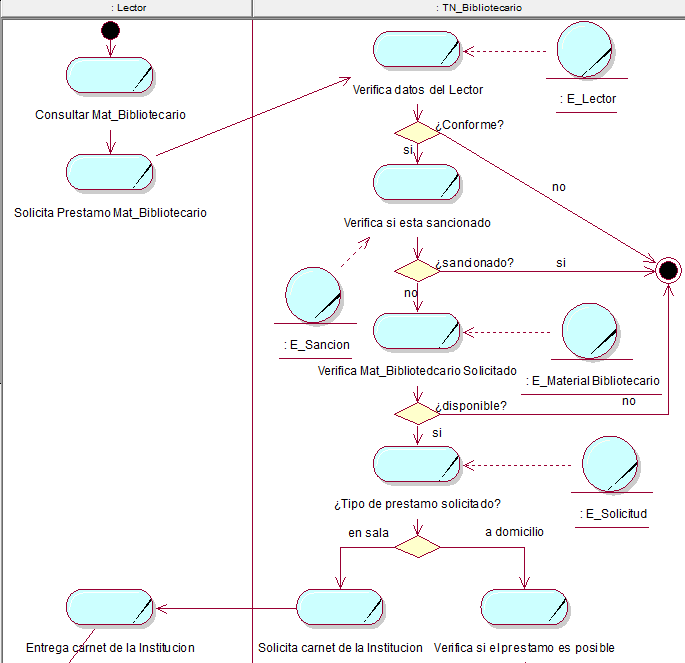 : Lector
: TN_Bibliotecario
Consultar Mat_Bibliotecario
Solicita Prestamo Mat_Bibliotecario
Verifica datos del Lector
: E_Lector
¿Conforme?
si
no
Verifica si esta sancionado
¿sancionado?
si
no
: E_Sancion
Verifica Mat_Bibliotedcario Solicitado
: E_Material Bibliotecario
¿disponible?
no
si
¿Tipo de prestamo solicitado?
: E_Solicitud
en sala
a domicilio
Entrega carnet de la Institucion
Solicita carnet de la Institucion
Verifica si el prestamo es posible